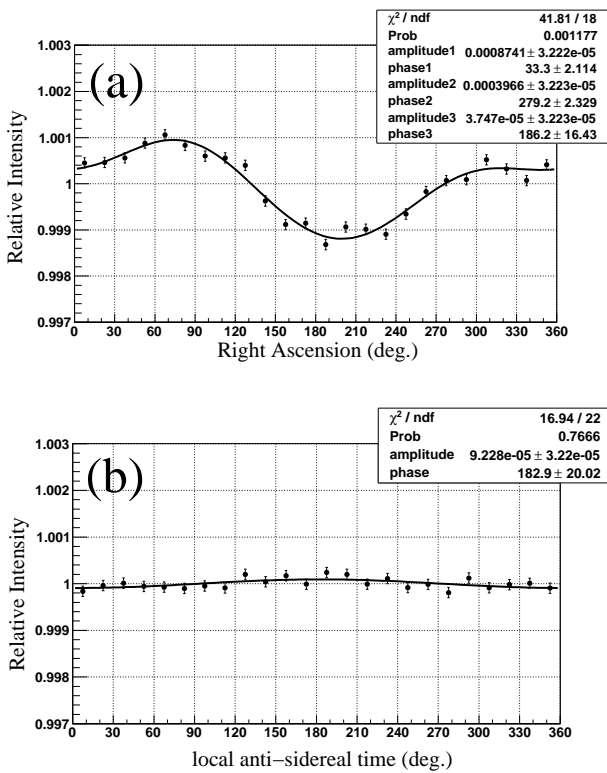 χ² / ndf 41.81 / 18
Prob 0.001177
amplitude1 0.0008741 ± 3.222e-05
phase1 33.3 ± 2.114
amplitude2 0.0003966 ± 3.223e-05
phase2 279.2 ± 2.329
amplitude3 3.747e-05 ± 3.223e-05
phase3 186.2 ± 16.43
(a)
Relative Intensity
1.003
1.002
1.001
1
0.999
0.998
0.997
0 30 60 90 120 150 180 210 240 270 300 330 360
Right Ascension (deg.)
χ² / ndf 16.94 / 22
Prob 0.7666
amplitude 9.228e-05 ± 3.22e-05
phase 182.9 ± 20.02
(b)
Relative Intensity
1.003
1.002
1.001
1
0.999
0.998
0.997
0 30 60 90 120 150 180 210 240 270 300 330 360
local anti−sidereal time (deg.)